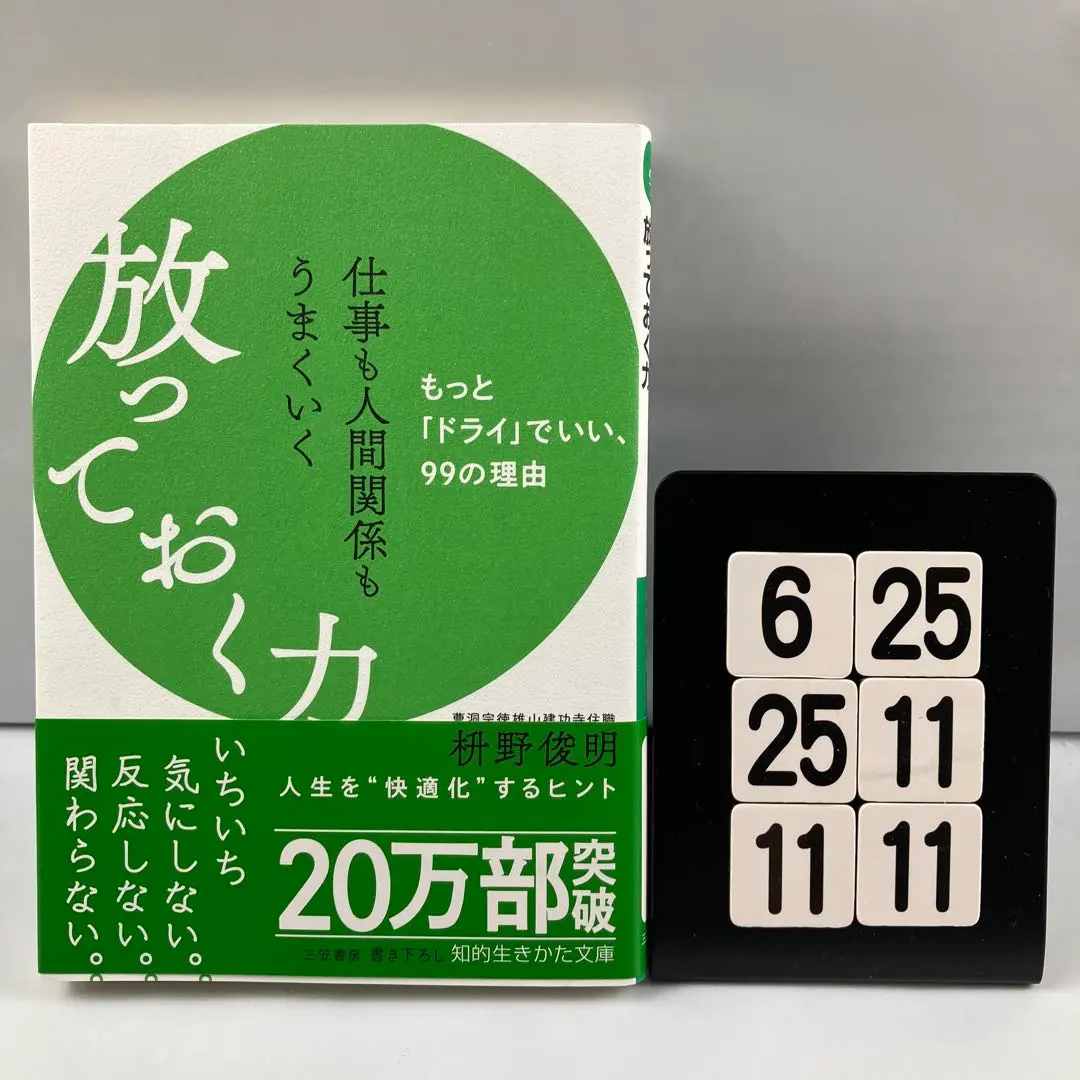 仕事も人間関係も
うまくいく
放っておく力
もっと
「ドライ」でいい、
99の理由
曹洞宗徳雄山建功寺住職
枡野俊明
人生を“快適化”するヒント
いちいち
気にしない。
反応しない。
関わらない。
20万部突破
三笠書房 書き下ろし 知的生きかた文庫
放っておく力
6 25
25 11
11 11